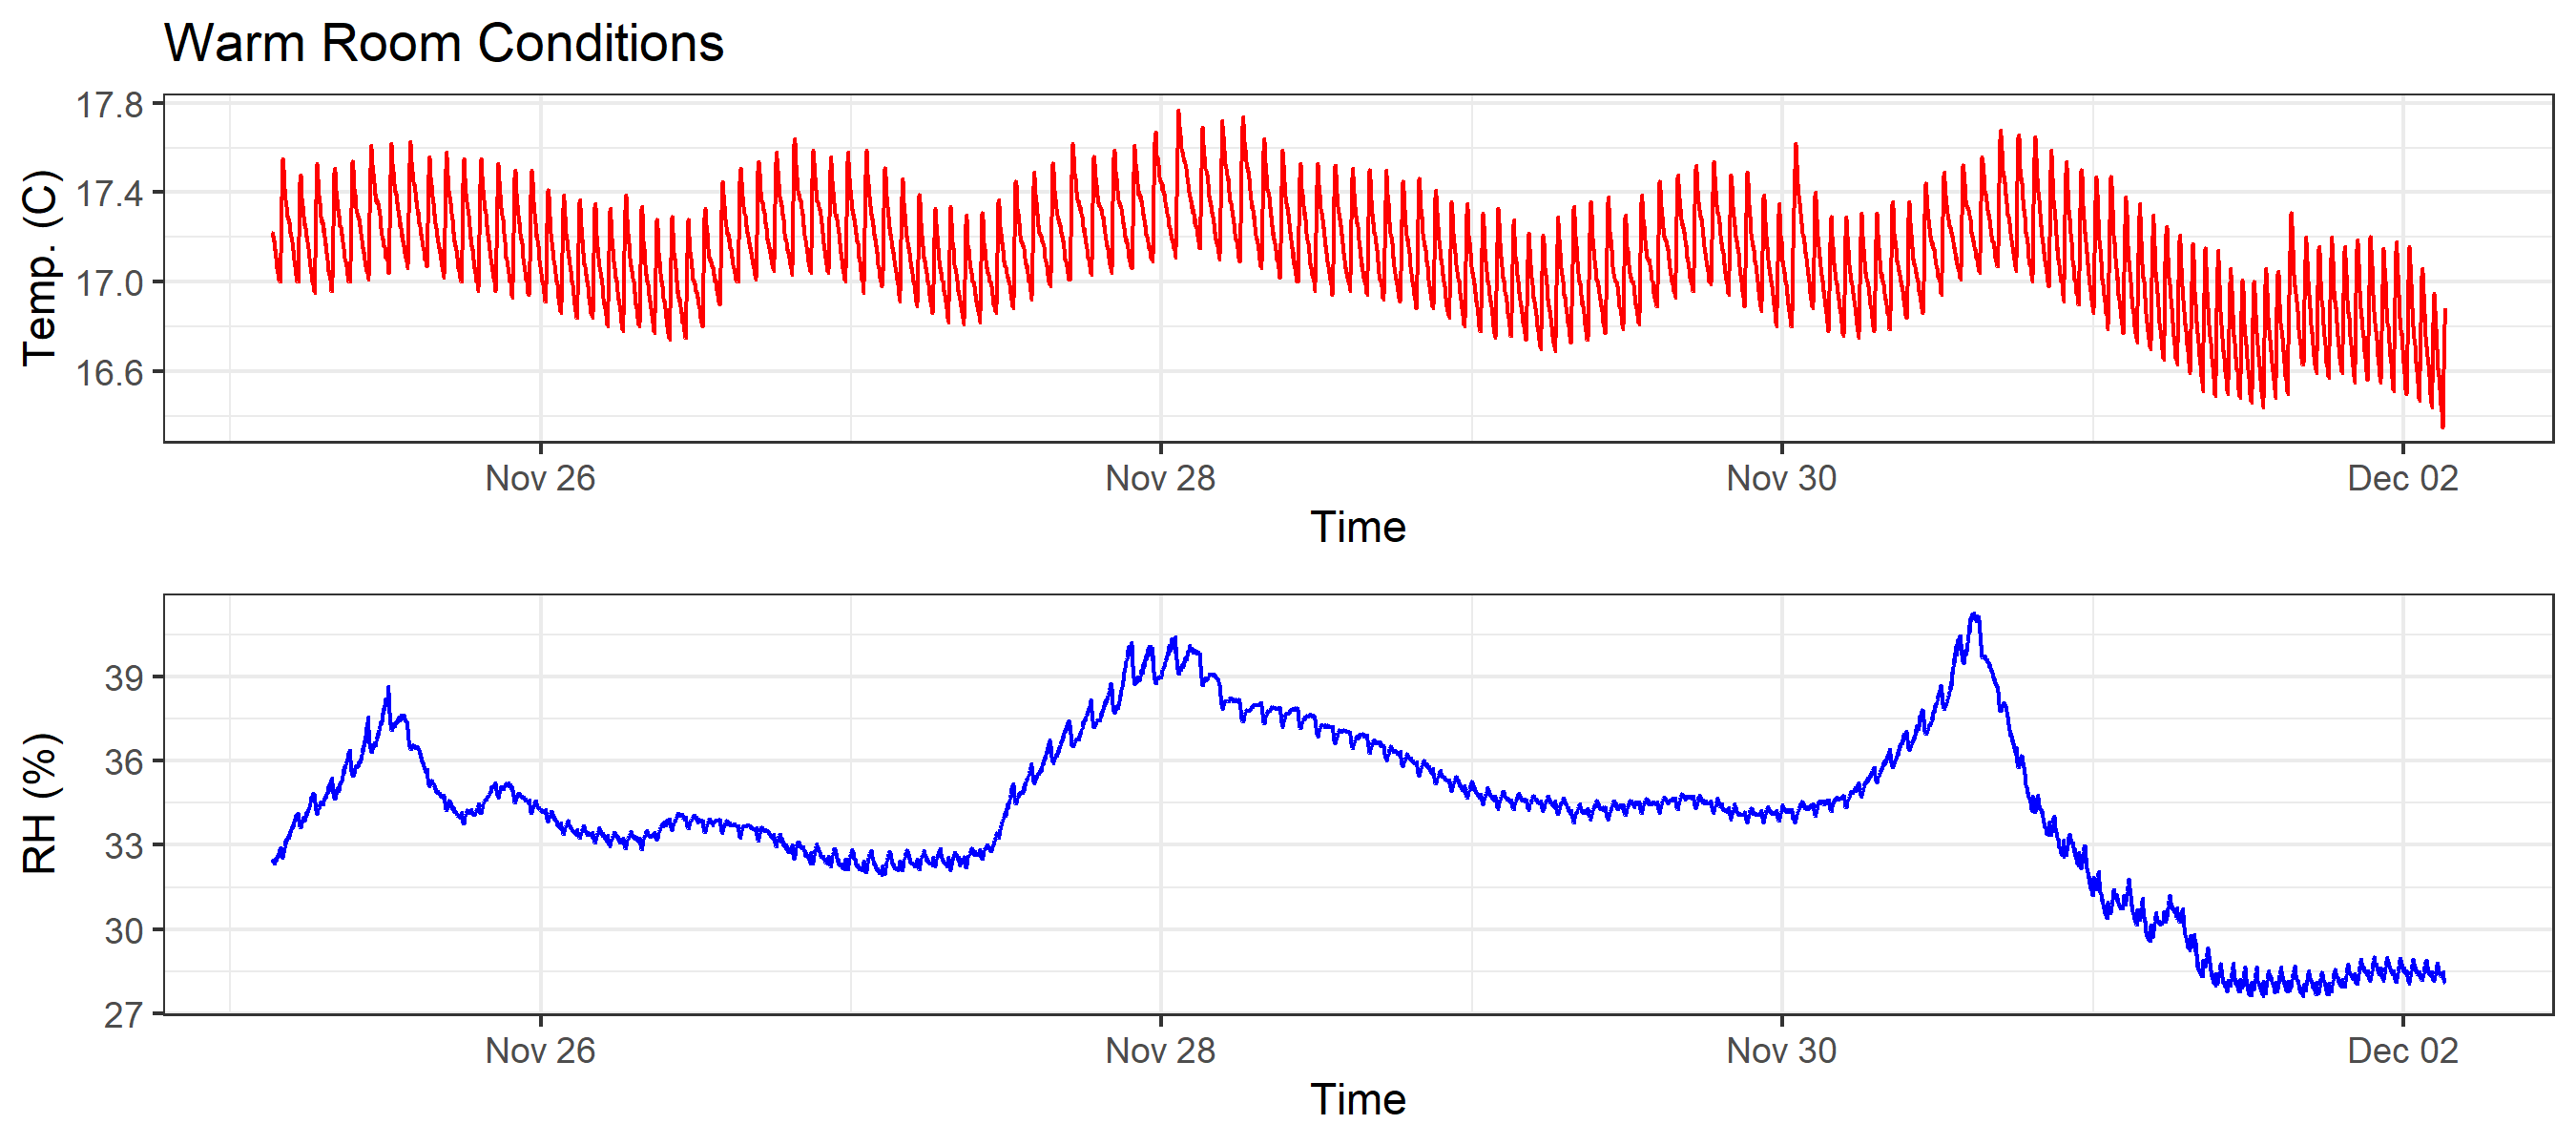 Warm Room Conditions
Temp. (C)
17.8
17.4
17.0
16.6
Nov 26 Nov 28 Nov 30 Dec 02
Time
RH (%)
39
36
33
30
27
Nov 26 Nov 28 Nov 30 Dec 02
Time